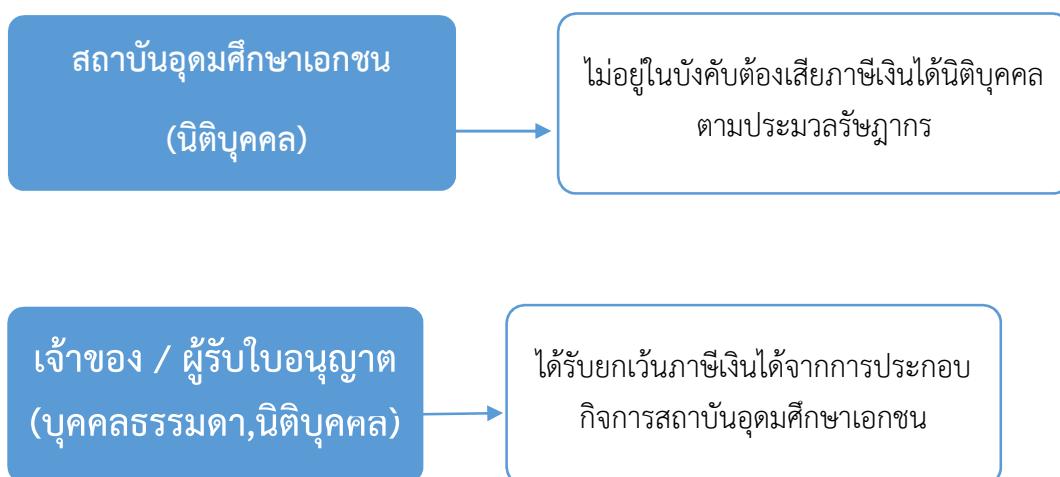 สถาบันอุดมศึกษาเอกชน
(นิติบุคคล)
ไม่อยู่ในบังคับต้องเสียภาษีเงินได้นิติบุคคล
ตามประมวลรัษฎากร
เจ้าของ / ผู้รับใบอนุญาต
(บุคคลธรรมดา,นิติบุคคล)
ได้รับยกเว้นภาษีเงินได้จากการประกอบ
กิจการสถาบันอุดมศึกษาเอกชน